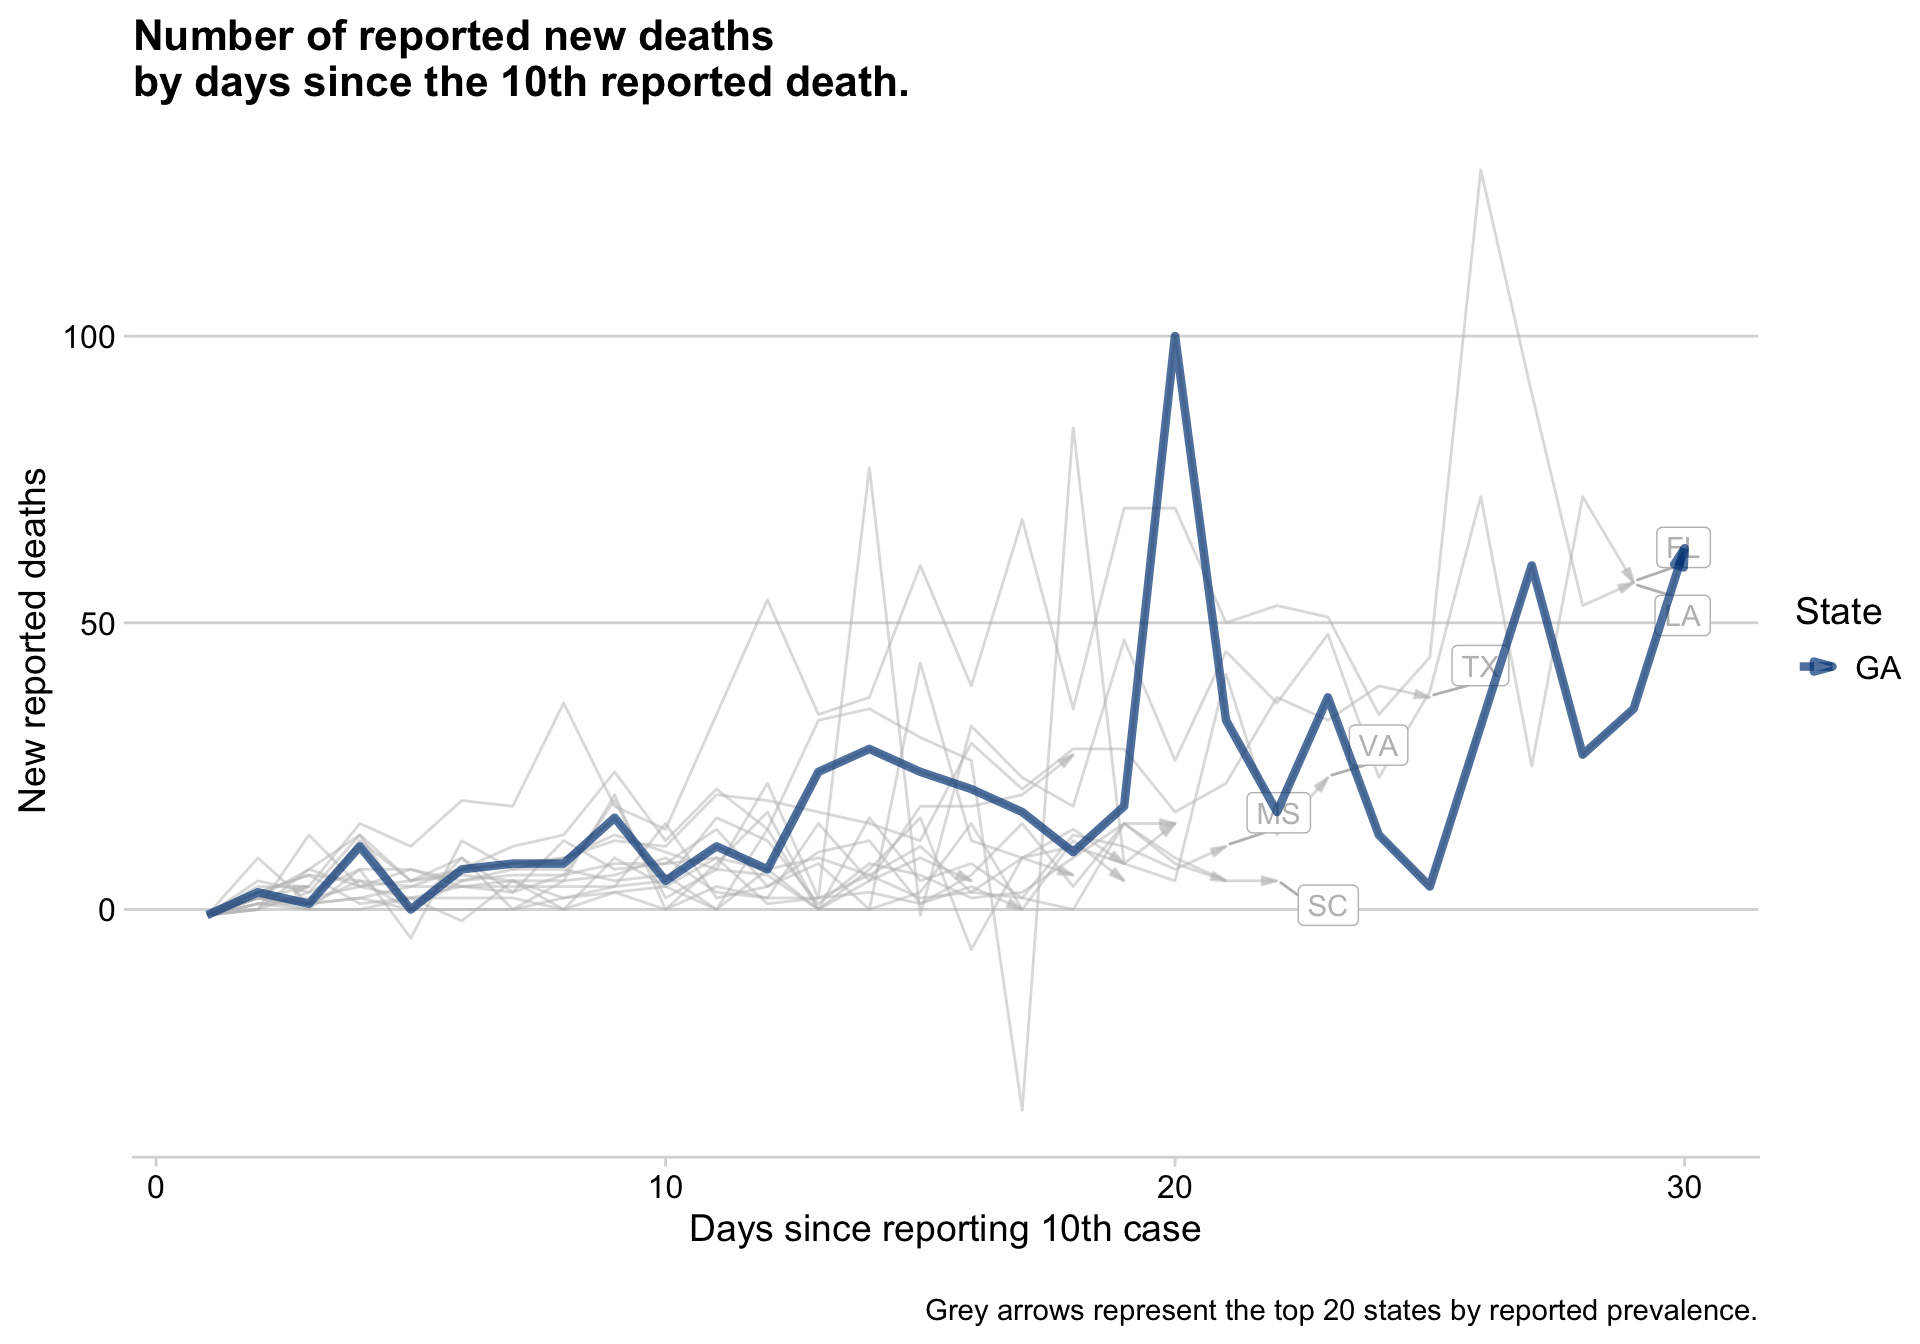 Number of reported new deaths
by days since the 10th reported death.
100
50
0
New reported deaths
FL
LA
TX
VA
MS
SC
State
GA
0 10 20 30
Days since reporting 10th case
Grey arrows represent the top 20 states by reported prevalence.